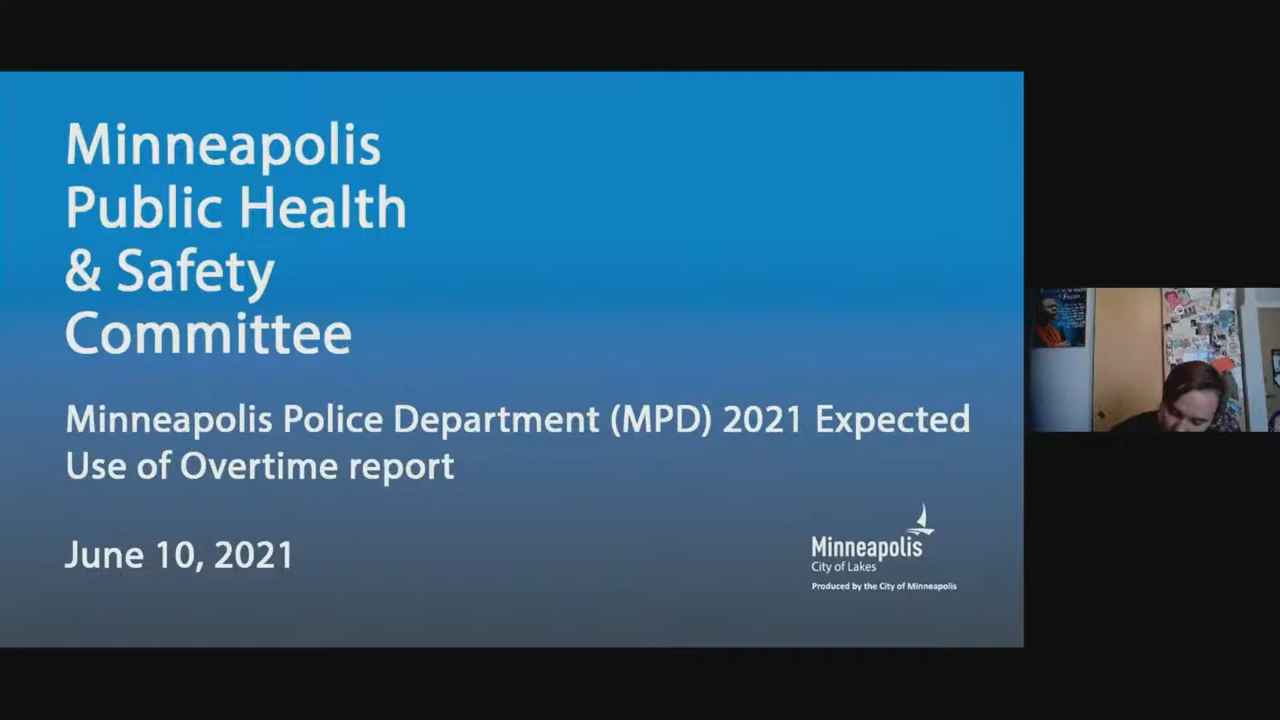 Minneapolis
Public Health
& Safety
Committee
Minneapolis Police Department (MPD) 2021 Expected
Use of Overtime report
June 10, 2021
Minneapolis
City of Lakes
Produced by the City of Minneapolis